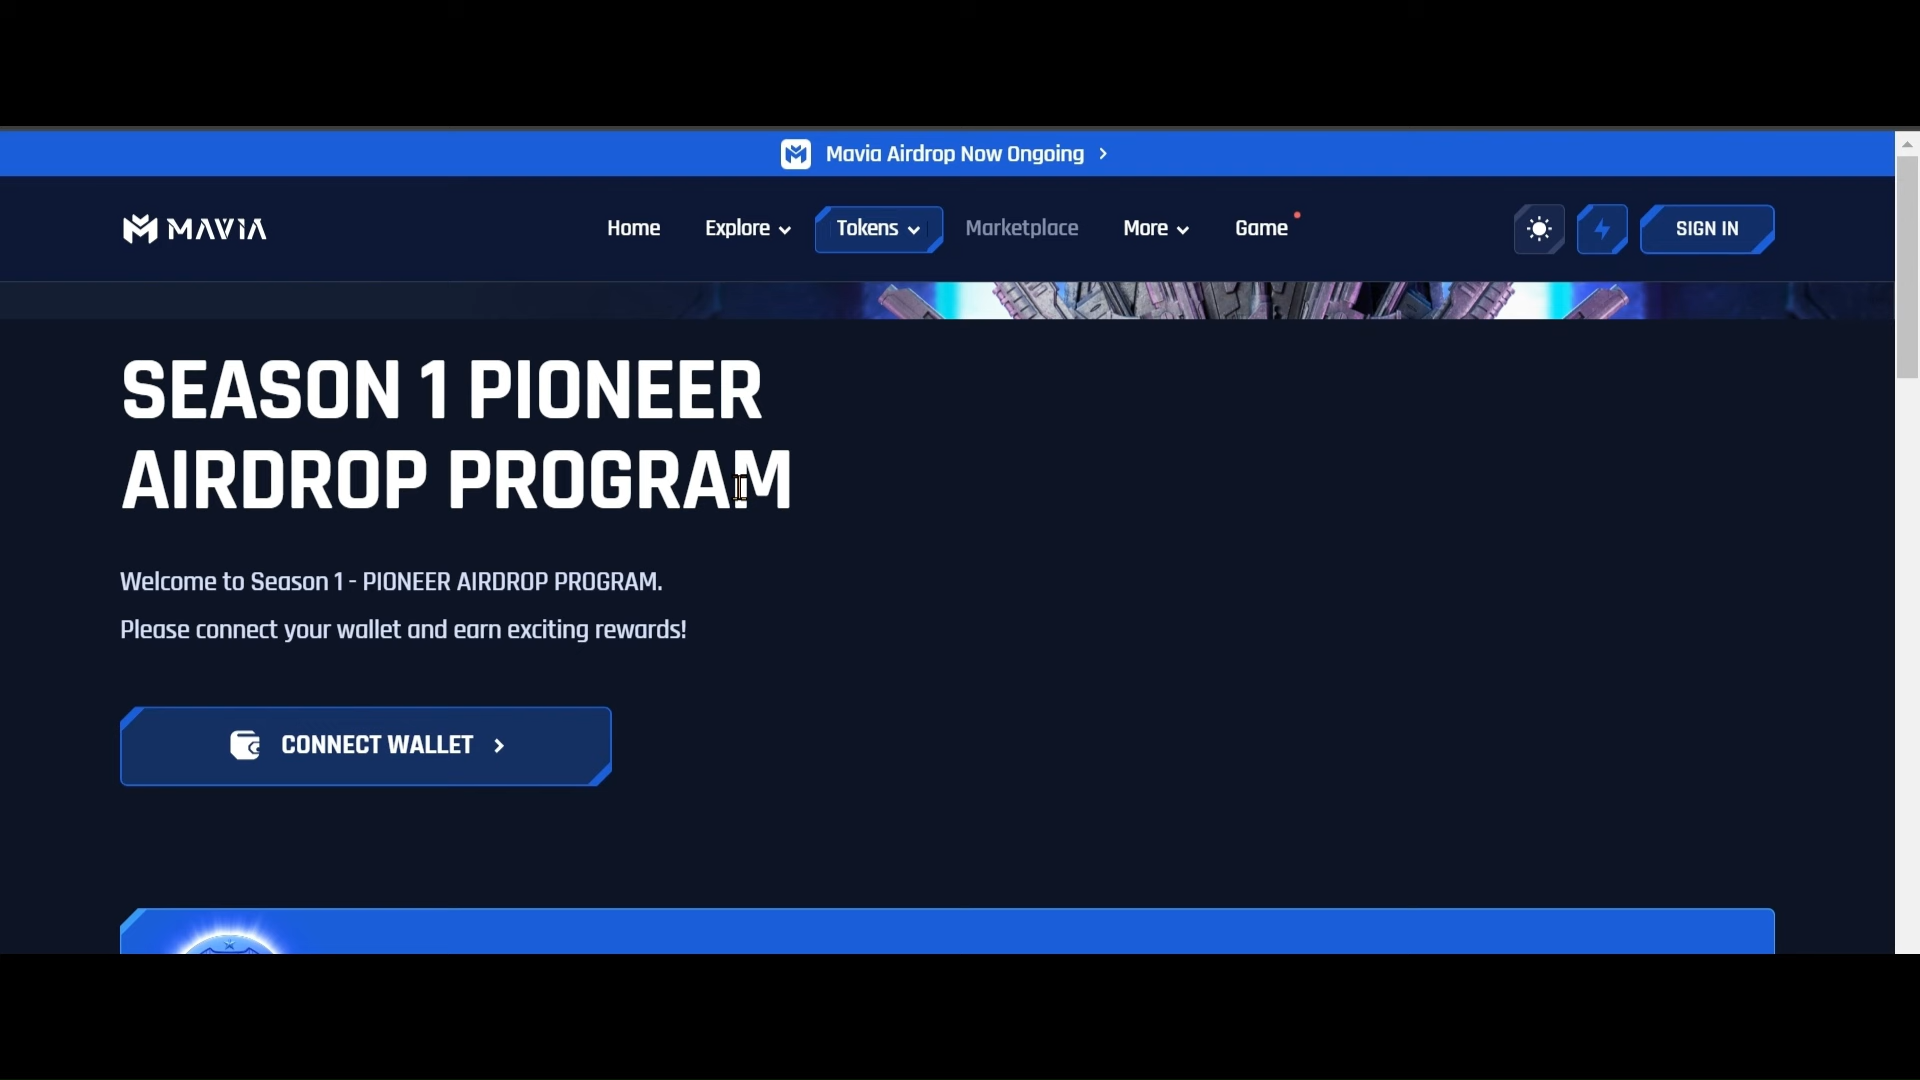 Mavia Airdrop Now Ongoing
MAVIA
Home
Explore
Tokens
Marketplace
More
Game
SIGN IN
SEASON 1 PIONEER
AIRDROP PROGRAM
Welcome to Season 1 - PIONEER AIRDROP PROGRAM.
Please connect your wallet and earn exciting rewards!
CONNECT WALLET